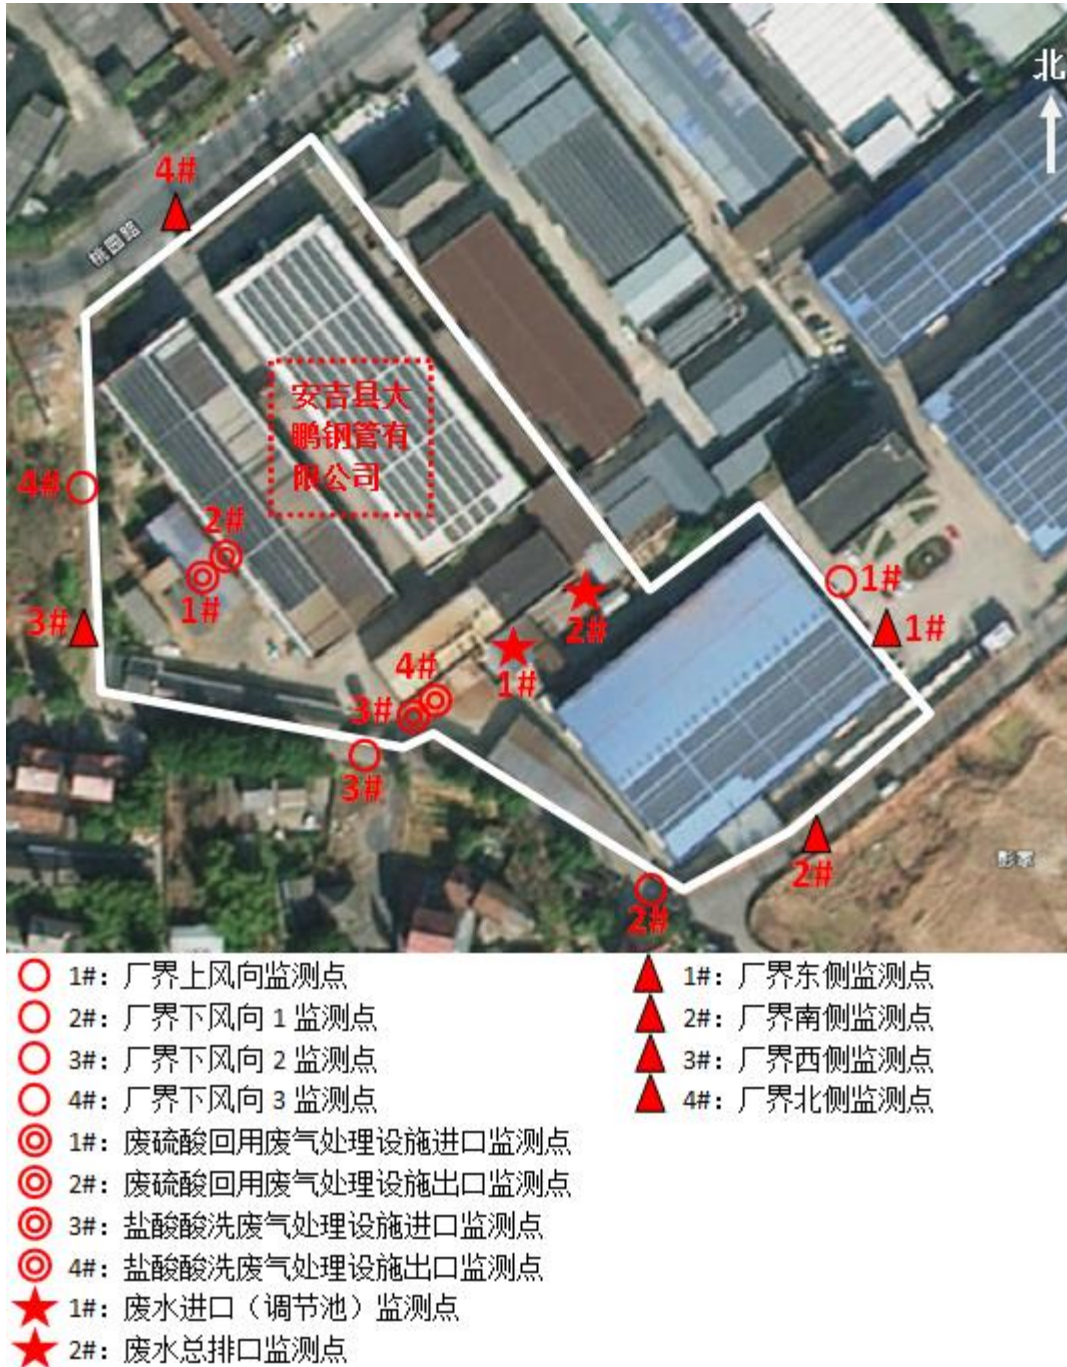 北
4#
桃园路
安吉县大
鹏钢管有
限公司
4#
2#
1#
1#
2#
3#
1#
4#
1#
3#
3#
2#
2#
彭家
1#：厂界上风向监测点
2#：厂界下风向 1 监测点
3#：厂界下风向 2 监测点
4#：厂界下风向 3 监测点
1#：废硫酸回用废气处理设施进口监测点
2#：废硫酸回用废气处理设施出口监测点
3#：盐酸酸洗废气处理设施进口监测点
4#：盐酸酸洗废气处理设施出口监测点
1#：废水进口（调节池）监测点
2#：废水总排口监测点
1#：厂界东侧监测点
2#：厂界南侧监测点
3#：厂界西侧监测点
4#：厂界北侧监测点